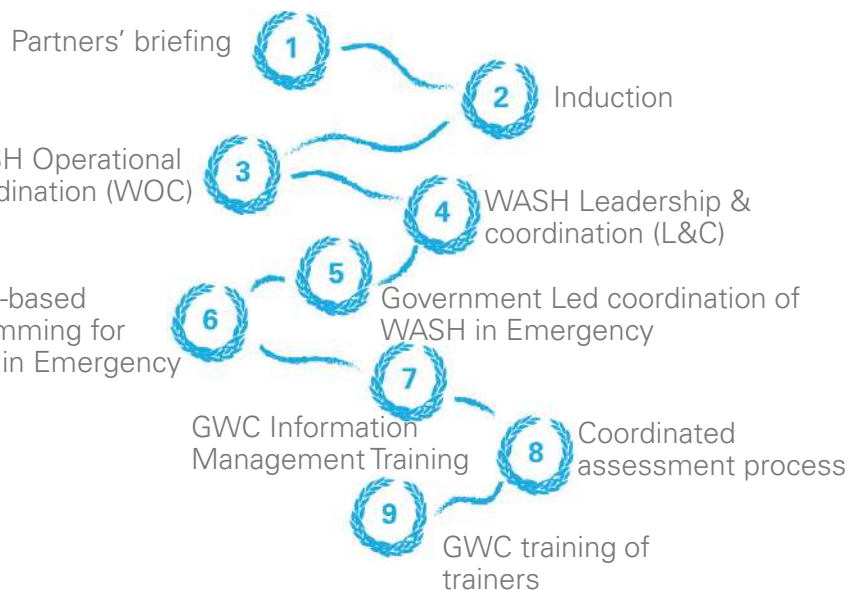 Partners’ briefing
1
2
Induction
SH Operational
dination (WOC)
3
4
WASH Leadership &
coordination (L&C)
5
Government Led coordination of
WASH in Emergency
-based
mming for
in Emergency
6
7
GWC Information
Management Training
8
Coordinated
assessment process
9
GWC training of
trainers